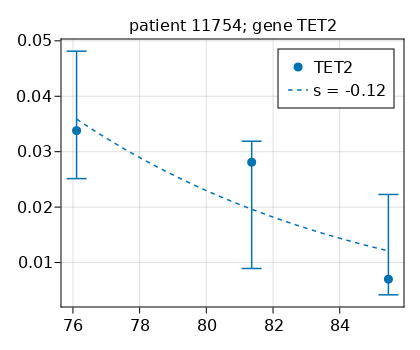 patient 11754; gene TET2
0.05
0.04
0.03
0.02
0.01
TET2
s = -0.12
76 78 80 82 84